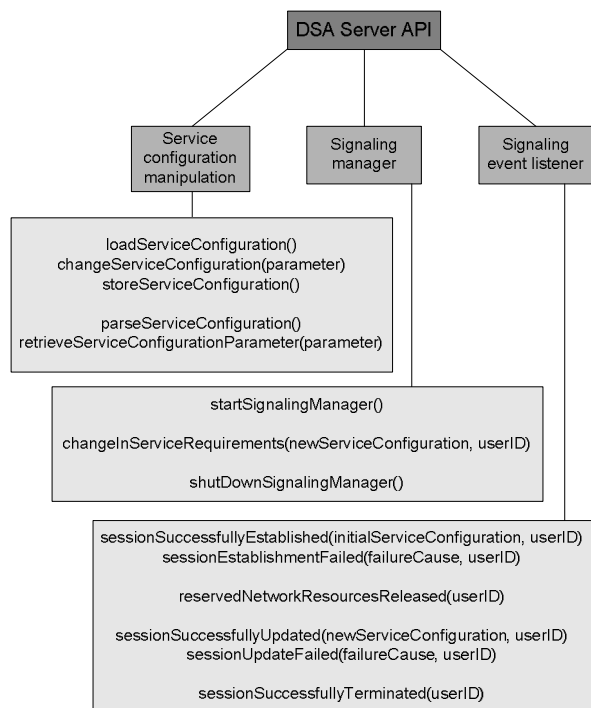 DSA Server API
Service
configuration
manipulation
Signaling
manager
Signaling
event listener
loadServiceConfiguration()
changeServiceConfiguration(parameter)
storeServiceConfiguration()
parseServiceConfiguration()
retrieveServiceConfigurationParameter(parameter)
startSignalingManager()
changeInServiceRequirements(newServiceConfiguration, userID)
shutDownSignalingManager()
sessionSuccessfullyEstablished(initialServiceConfiguration, userID)
sessionEstablishmentFailed(failureCause, userID)
reservedNetworkResourcesReleased(userID)
sessionSuccessfullyUpdated(newServiceConfiguration, userID)
sessionUpdateFailed(failureCause, userID)
sessionSuccessfullyTerminated(userID)